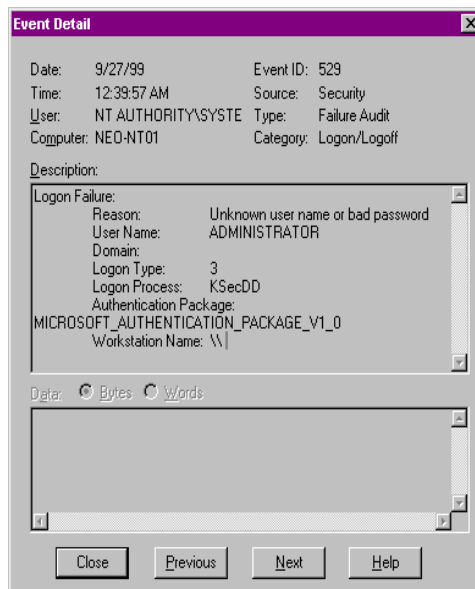 Event Detail
Date: 9/27/99 Event ID: 529
Time: 12:39:57 AM Source: Security
User: NT AUTHORITY\SYSTE Type: Failure Audit
Computer: NEO-NT01 Category: Logon/Logoff
Description:
Logon Failure:
Reason: Unknown user name or bad password
User Name: ADMINISTRATOR
Domain:
Logon Type: 3
Logon Process: KSecDD
Authentication Package:
MICROSOFT_AUTHENTICATION_PACKAGE_V1_0
Workstation Name: \\
Data: Bytes Words
Close Previous Next Help